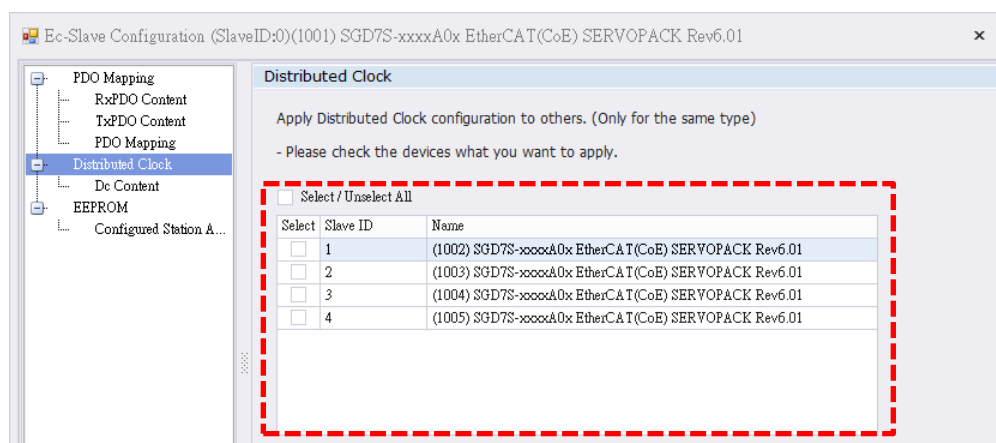 Ec-Slave Configuration (SlaveID:0)(1001) SGD7S-xxxxA0x EtherCAT(CoE) SERVOPACK Rev6.01
PDO Mapping
RxPDO Content
TxPDO Content
PDO Mapping
Distributed Clock
Dc Content
EEPROM
Configured Station A...
Distributed Clock
Apply Distributed Clock configuration to others. (Only for the same type)
- Please check the devices what you want to apply.
Select / Unselect All
Select Slave ID Name
1 (1002) SGD7S-xxxxA0x EtherCAT(CoE) SERVOPACK Rev6.01
2 (1003) SGD7S-xxxxA0x EtherCAT(CoE) SERVOPACK Rev6.01
3 (1004) SGD7S-xxxxA0x EtherCAT(CoE) SERVOPACK Rev6.01
4 (1005) SGD7S-xxxxA0x EtherCAT(CoE) SERVOPACK Rev6.01